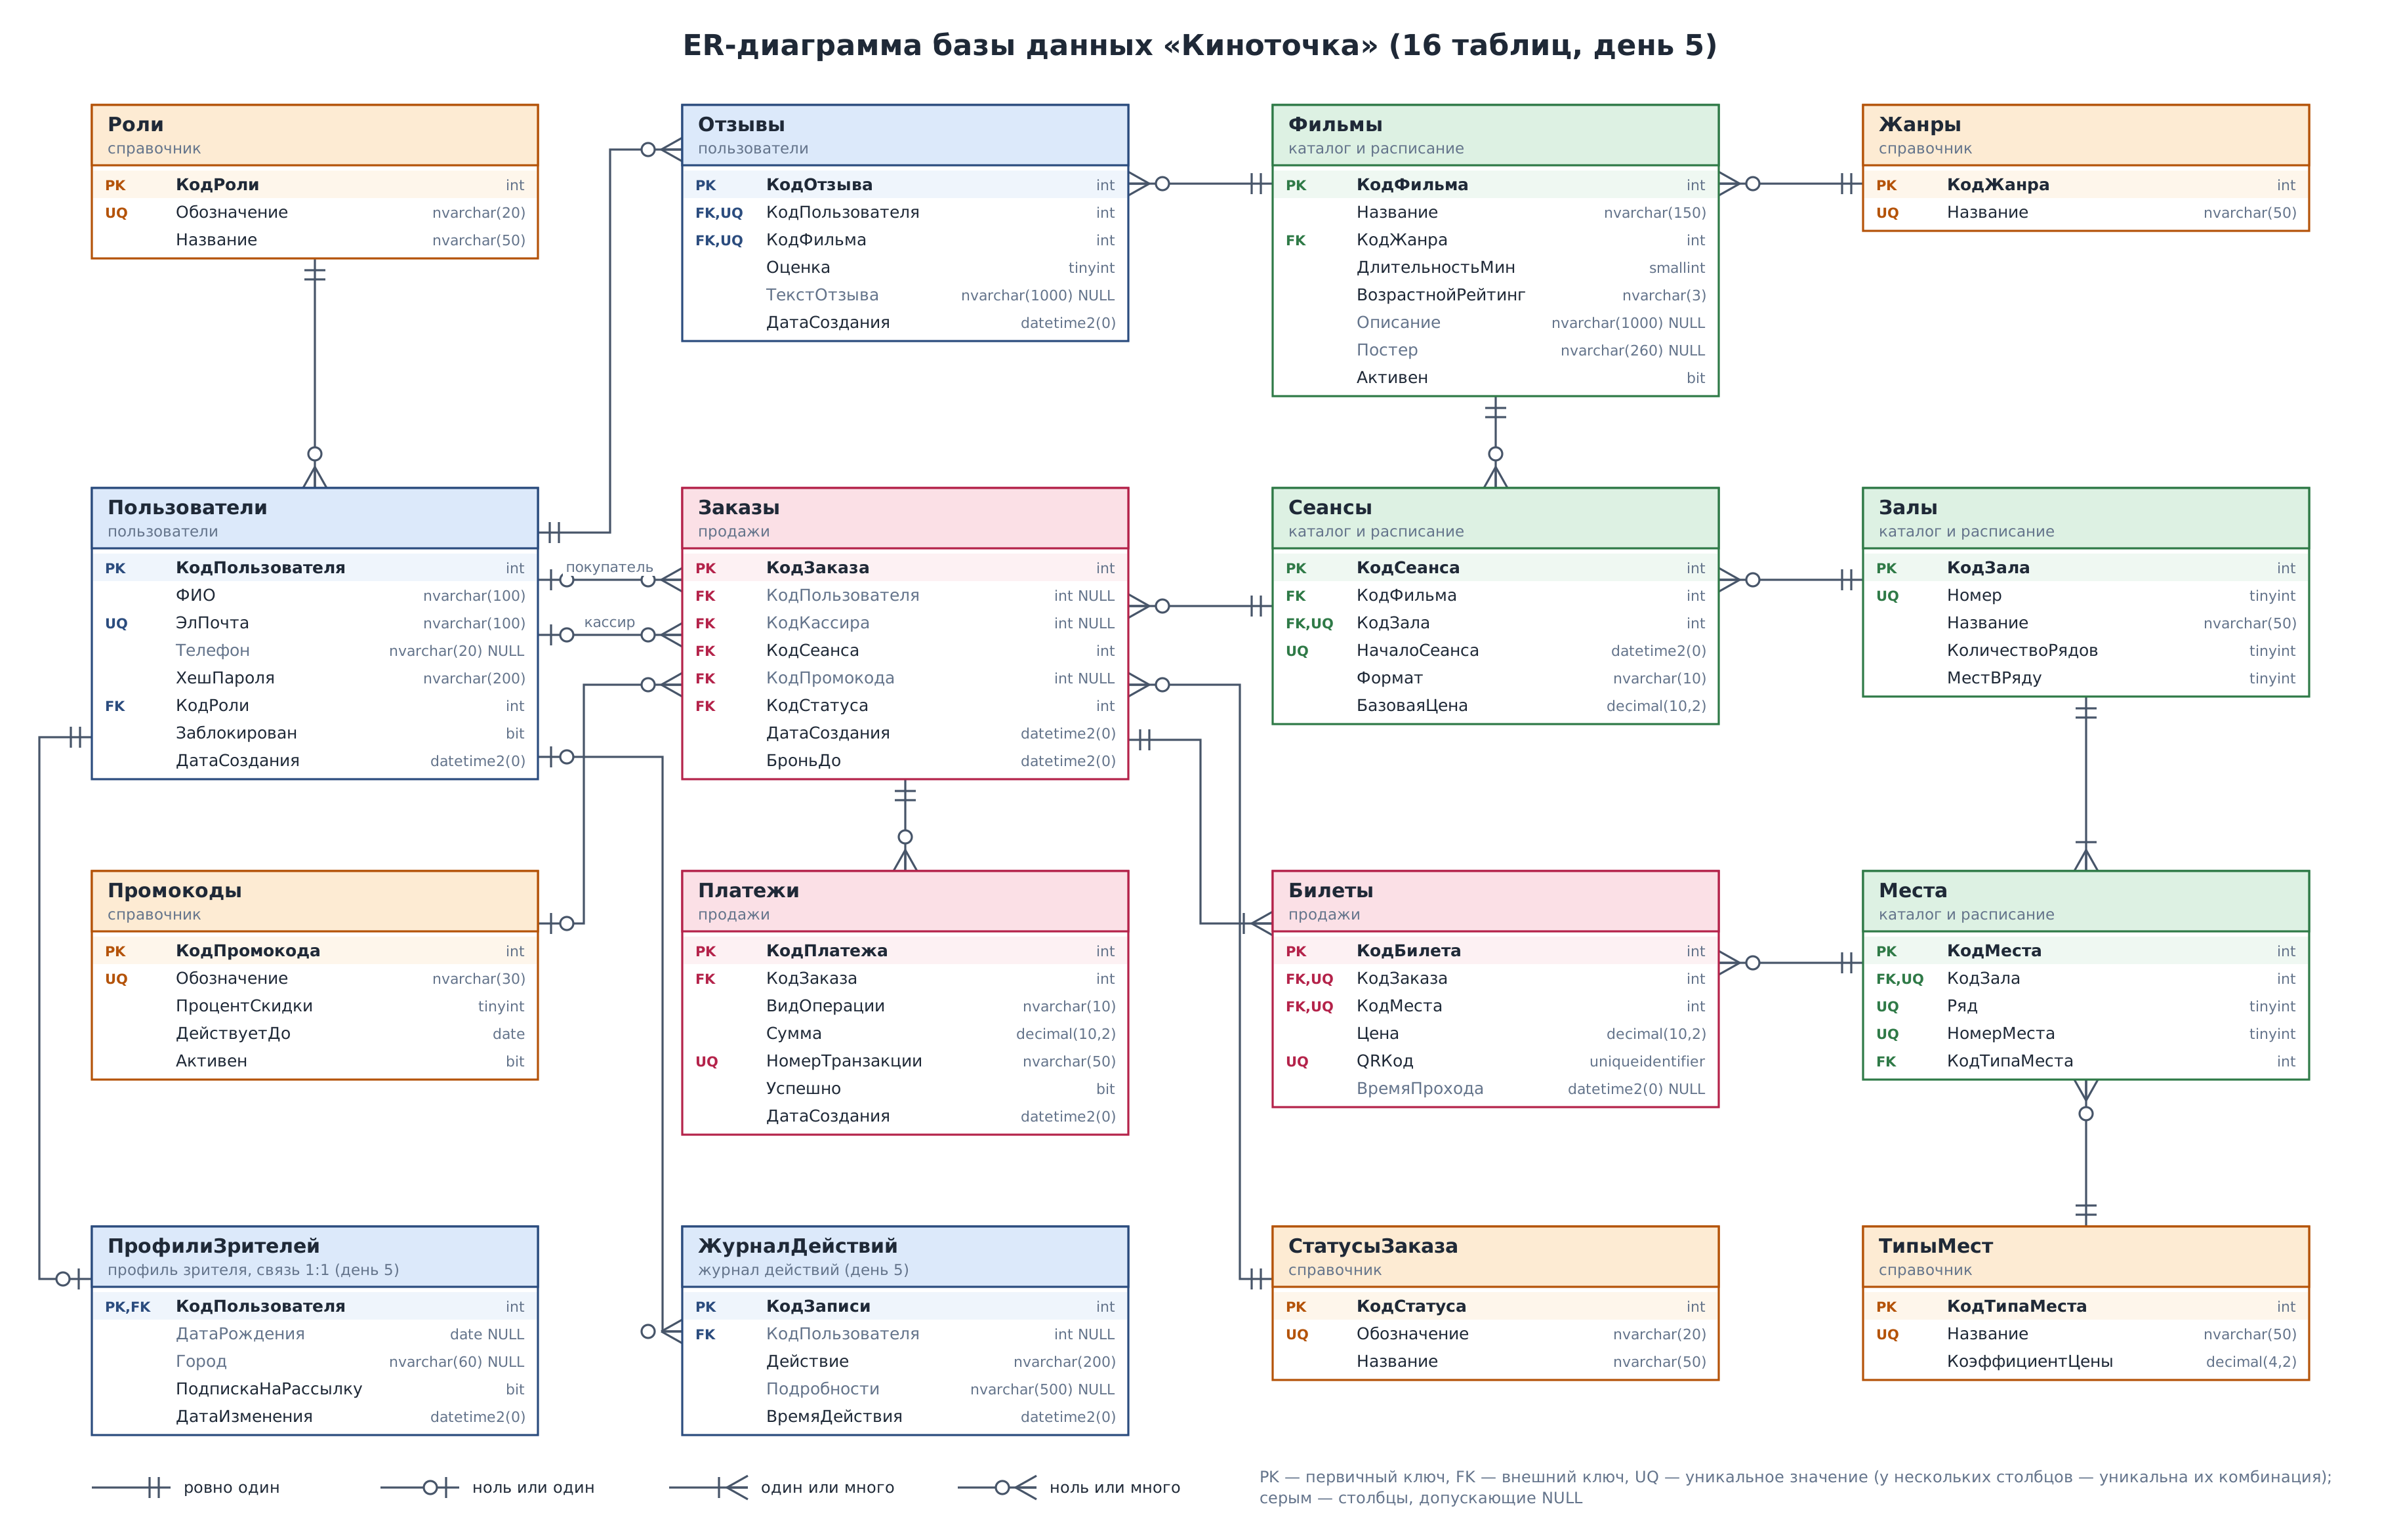 ER-диаграмма базы данных «Киноточка» (16 таблиц, день 5)
Роли
справочник
PK КодРоли int
UQ Обозначение nvarchar(20)
Название nvarchar(50)
Отзывы
пользователи
PK КодОтзыва int
FK,UQ КодПользователя int
FK,UQ КодФильма int
Оценка tinyint
ТекстОтзыва nvarchar(1000) NULL
ДатаСоздания datetime2(0)
Фильмы
каталог и расписание
PK КодФильма int
Название nvarchar(150)
FK КодЖанра int
ДлительностьМин smallint
ВозрастнойРейтинг nvarchar(3)
Описание nvarchar(1000) NULL
Постер nvarchar(260) NULL
Активен bit
Жанры
справочник
PK КодЖанра int
UQ Название nvarchar(50)
Пользователи
пользователи
PK КодПользователя int
ФИО nvarchar(100)
UQ ЭлПочта nvarchar(100)
Телефон nvarchar(20) NULL
ХешПароля nvarchar(200)
FK КодРоли int
Заблокирован bit
ДатаСоздания datetime2(0)
покупатель
кассир
Заказы
продажи
PK КодЗаказа int
FK КодПользователя int NULL
FK КодКассира int NULL
FK КодСеанса int
FK КодПромокода int NULL
FK КодСтатуса int
ДатаСоздания datetime2(0)
БроньДо datetime2(0)
Сеансы
каталог и расписание
PK КодСеанса int
FK КодФильма int
FK,UQ КодЗала int
UQ НачалоСеанса datetime2(0)
Формат nvarchar(10)
БазоваяЦена decimal(10,2)
Залы
каталог и расписание
PK КодЗала int
UQ Номер tinyint
Название nvarchar(50)
КоличествоРядов tinyint
МестВРяду tinyint
Промокоды
справочник
PK КодПромокода int
UQ Обозначение nvarchar(30)
ПроцентСкидки tinyint
ДействуетДо date
Активен bit
Платежи
продажи
PK КодПлатежа int
FK КодЗаказа int
ВидОперации nvarchar(10)
Сумма decimal(10,2)
UQ НомерТранзакции nvarchar(50)
Успешно bit
ДатаСоздания datetime2(0)
Билеты
продажи
PK КодБилета int
FK,UQ КодЗаказа int
FK,UQ КодМеста int
Цена decimal(10,2)
UQ QRКод uniqueidentifier
ВремяПрохода datetime2(0) NULL
Места
каталог и расписание
PK КодМеста int
FK,UQ КодЗала int
UQ Ряд tinyint
UQ НомерМеста tinyint
FK КодТипаМеста int
ПрофилиЗрителей
профиль зрителя, связь 1:1 (день 5)
PK,FK КодПользователя int
ДатаРождения date NULL
Город nvarchar(60) NULL
ПодпискаНаРассылку bit
ДатаИзменения datetime2(0)
ЖурналДействий
журнал действий (день 5)
PK КодЗаписи int
FK КодПользователя int NULL
Действие nvarchar(200)
Подробности nvarchar(500) NULL
ВремяДействия datetime2(0)
СтатусыЗаказа
справочник
PK КодСтатуса int
UQ Обозначение nvarchar(20)
Название nvarchar(50)
ТипыМест
справочник
PK КодТипаМеста int
UQ Название nvarchar(50)
КоэффициентЦены decimal(4,2)
ровно один
ноль или один
один или много
ноль или много
PK — первичный ключ, FK — внешний ключ, UQ — уникальное значение (у нескольких столбцов — уникальна их комбинация);
серым — столбцы, допускающие NULL